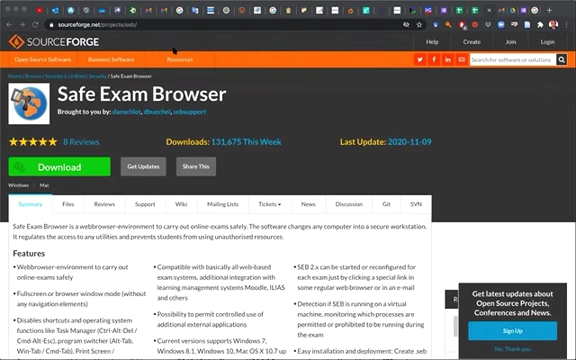 sourceforge.net/projects/seb/
SOURCEFORGE
Help
Create
Join
Login
Open Source Software
Business Software
Resources
Search for software or solutions
Home / Browse / Security & Utilities / Security / Safe Exam Browser
Safe Exam Browser
Brought to you by: danschlet, dbuechel, sebsupport
8 Reviews
Downloads: 131,675 This Week
Last Update: 2020-11-09
Download
Get Updates
Share This
Windows
Mac
Summary
Files
Reviews
Support
Wiki
Mailing Lists
Tickets
News
Discussion
Git
SVN
Safe Exam Browser is a webbrowser-environment to carry out online-exams safely. The software changes any computer into a secure workstation.
It regulates the access to any utilities and prevents students from using unauthorised resources.
Features
• Webbrowser-environment to carry out
online-exams safely
• Fullscreen or browser window mode (without
any navigation elements)
• Disables shortcuts and operating system
functions like Task Manager (Ctrl-Alt-Del /
Cmd-Alt-Esc), program switcher (Alt-Tab,
Win-Tab / Cmd-Tab), Print Screen /
• Compatible with basically all web-based
exam systems, additional integration with
learning management systems Moodle, ILIAS
and others
• Possibility to permit controlled use of
additional external applications
• Current versions supports Windows 7,
Windows 8.1, Windows 10, Mac OS X 10.7 up
• SEB 2.x can be started or reconfigured for
each exam just by clicking a special link in
some regular web browser or in an e-mail
• Detection if SEB is running on a virtual
machine, monitoring which processes are
permitted or prohibited to be running during
the exam
• Easy installation and deployment: Create .seb
R
Get latest updates about
Open Source Projects,
Conferences and News.
Sign Up
No, Thank you